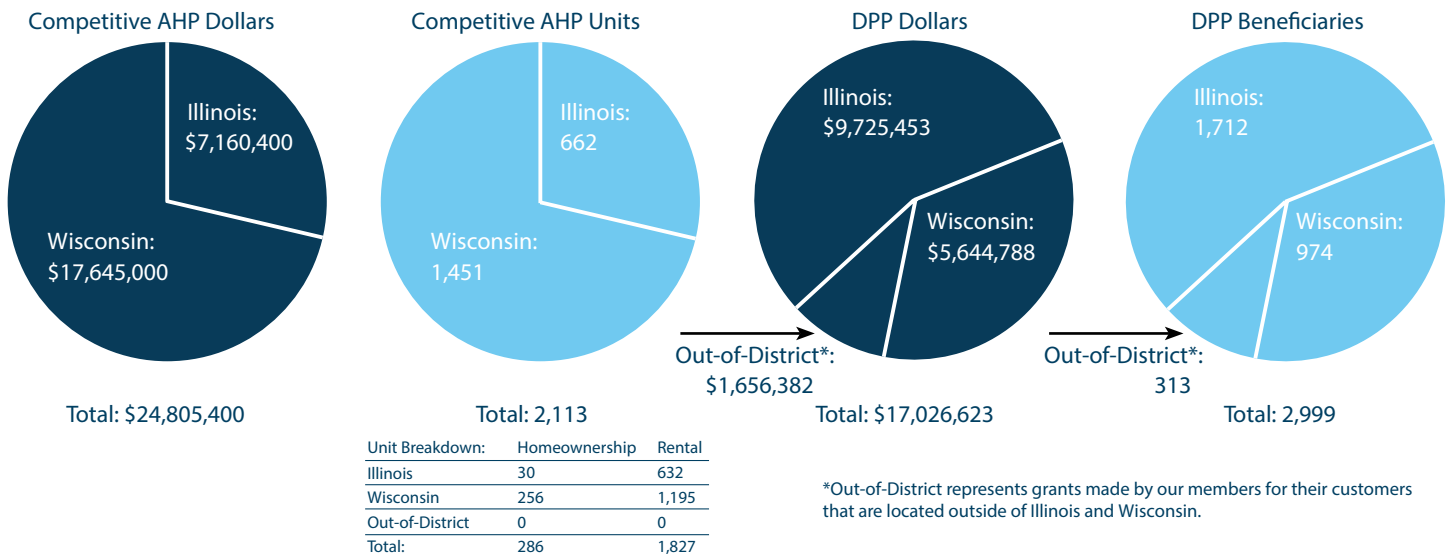 Competitive AHP Dollars
Illinois:
$7,160,400
Wisconsin:
$17,645,000
Total: $24,805,400
Competitive AHP Units
Illinois:
662
Wisconsin:
1,451
Total: 2,113
Unit Breakdown: Homeownership Rental
Illinois 30 632
Wisconsin 256 1,195
Out-of-District 0 0
Total: 286 1,827
DPP Dollars
Illinois:
$9,725,453
Wisconsin:
$5,644,788
Out-of-District*:
$1,656,382
Total: $17,026,623
DPP Beneficiaries
Illinois:
1,712
Wisconsin:
974
Out-of-District*:
313
Total: 2,999
*Out-of-District represents grants made by our members for their customers
that are located outside of Illinois and Wisconsin.